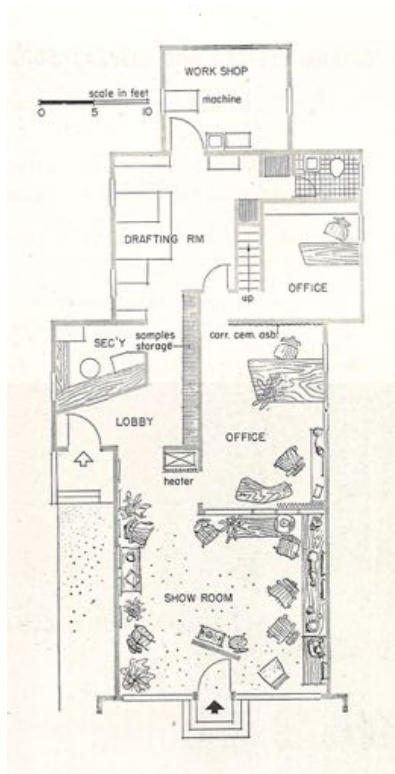 WORK SHOP
scale in feet
machine
0 5 10
DRAFTING RM
up
OFFICE
samples
storage
corr. cem. asb.
SEC'Y
LOBBY
OFFICE
heater
SHOW ROOM